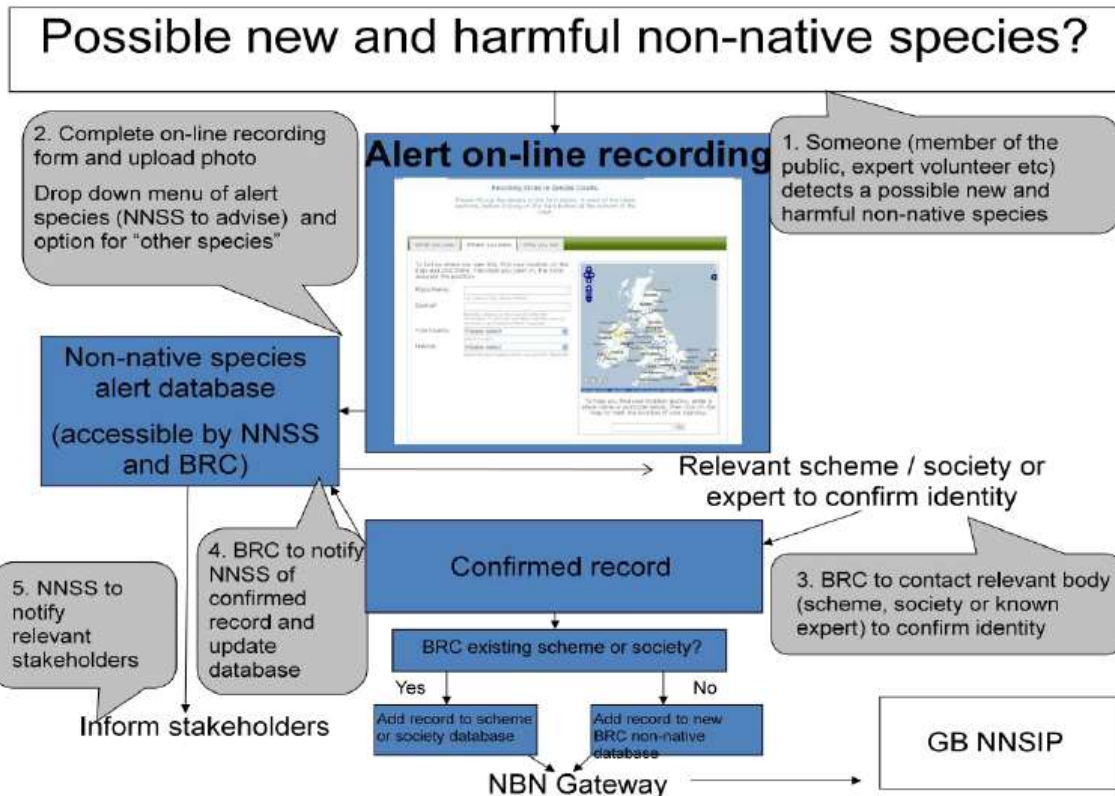 Possible new and harmful non-native species?
2. Complete on-line recording
form and upload photo
Drop down menu of alert
species (NNSS to advise) and
option for “other species”
Alert on-line recording
1. Someone (member of the
public, expert volunteer etc)
detects a possible new and
harmful non-native species
Non-native species
alert database
(accessible by NNSS
and BRC)
Relevant scheme / society or
expert to confirm identity
4. BRC to notify
NNSS of
confirmed
record and
update
database
Confirmed record
3. BRC to contact relevant body
(scheme, society or known
expert) to confirm identity
5. NNSS to
notify
relevant
stakeholders
BRC existing scheme or society?
Yes
No
Inform stakeholders
Add record to scheme
or society database
Add record to new
BRC non-native
database
GB NNSIP
NBN Gateway